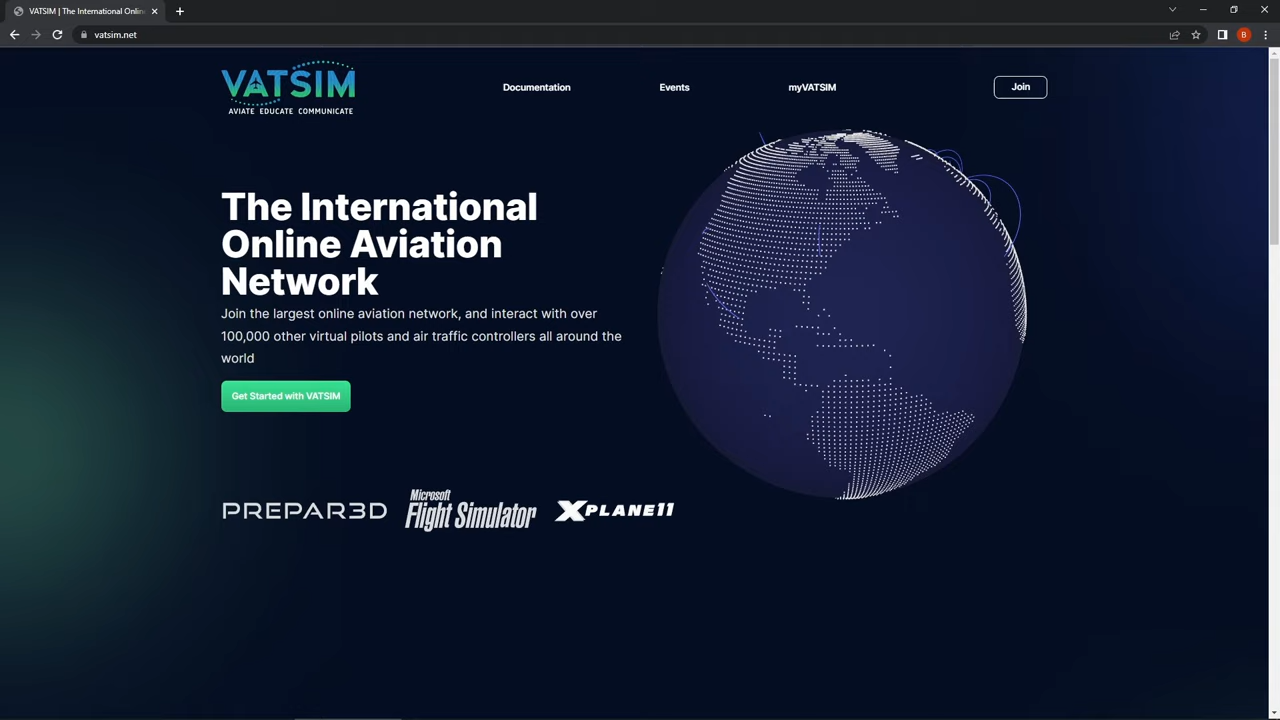 VATSIM | The International Onlin
vatsim.net
B
VATSIM
AVIATE EDUCATE COMMUNICATE
Documentation
Events
myVATSIM
Join
The International
Online Aviation
Network
Join the largest online aviation network, and interact with over
100,000 other virtual pilots and air traffic controllers all around the
world
Get Started with VATSIM
PREPAR3D
Microsoft
Flight Simulator
XPLANE11